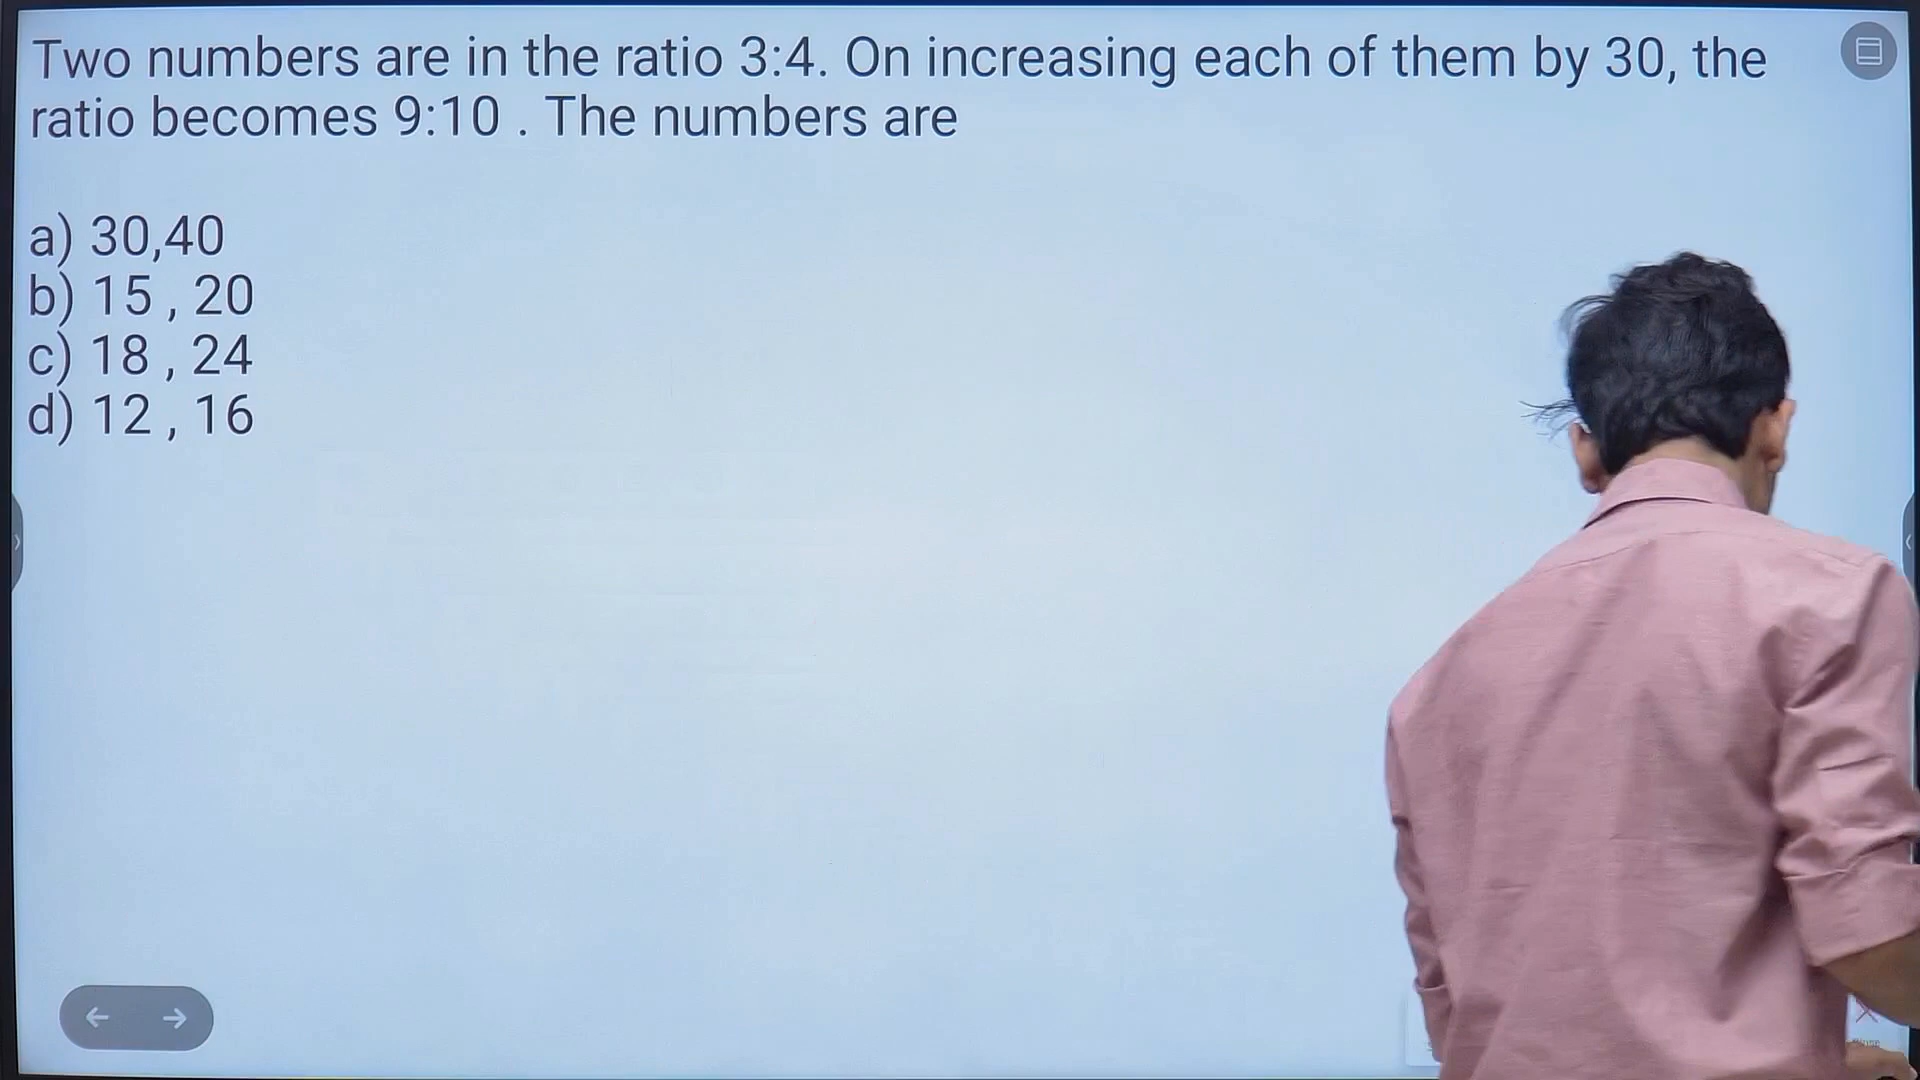 Two numbers are in the ratio 3:4. On increasing each of them by 30, the
ratio becomes 9:10 . The numbers are
a) 30,40
b) 15 , 20
c) 18 , 24
d) 12 , 16